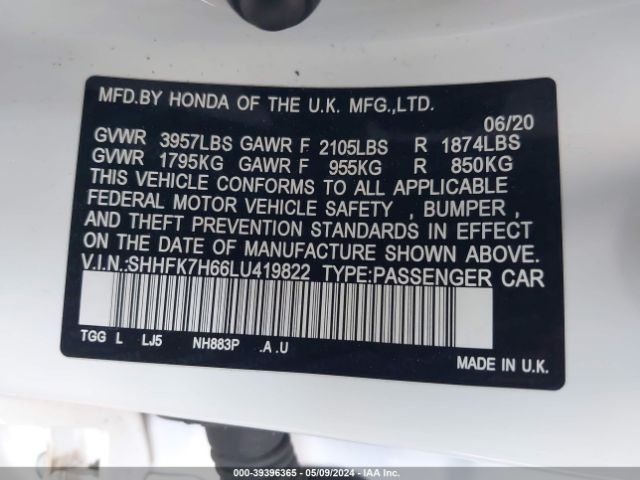 MFD.BY HONDA OF THE U.K. MFG.,LTD.
06/20
GVWR 3957LBS GAWR F 2105LBS R 1874LBS
GVWR 1795KG GAWR F 955KG R 850KG
THIS VEHICLE CONFORMS TO ALL APPLICABLE
FEDERAL MOTOR VEHICLE SAFETY , BUMPER ,
AND THEFT PREVENTION STANDARDS IN EFFECT
ON THE DATE OF MANUFACTURE SHOWN ABOVE.
V.I.N.:SHHFK7H66LU419822 TYPE:PASSENGER CAR
TGG L LJ5 NH883P .A .U
MADE IN U.K.
000-39396365 - 05/09/2024 - IAA Holdings, LLC